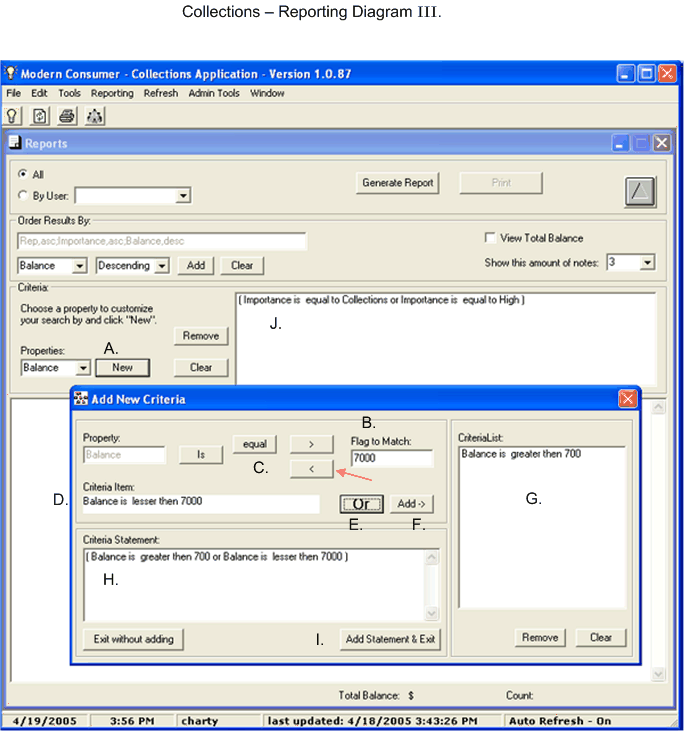 Collections – Reporting Diagram III.
Modern Consumer - Collections Application - Version 1.0.87
File Edit Tools Reporting Refresh Admin Tools Window
Reports
All
By User:
Generate Report
Print
Order Results By:
Rep,asc,Importance,asc,Balance,desc
View Total Balance
Balance Descending Add Clear
Show this amount of notes: 3
Criteria:
Choose a property to customize
your search by and click "New".
( Importance is equal to Collections or Importance is equal to High )
J.
Remove
A.
Properties:
Balance New Clear
Add New Criteria
B.
Property:
Balance
Is
equal
>
Flag to Match:
7000
C.
<
CriteriaList:
Balance is greater then 700
D.
Criteria Item:
Balance is lesser then 7000
Or
Add ->
G.
E.
F.
Criteria Statement:
( Balance is greater then 700 or Balance is lesser then 7000 )
H.
Exit without adding
I.
Add Statement & Exit
Remove
Clear
Total Balance: $
Count:
4/19/2005 3:56 PM charty last updated: 4/18/2005 3:43:26 PM Auto Refresh - On